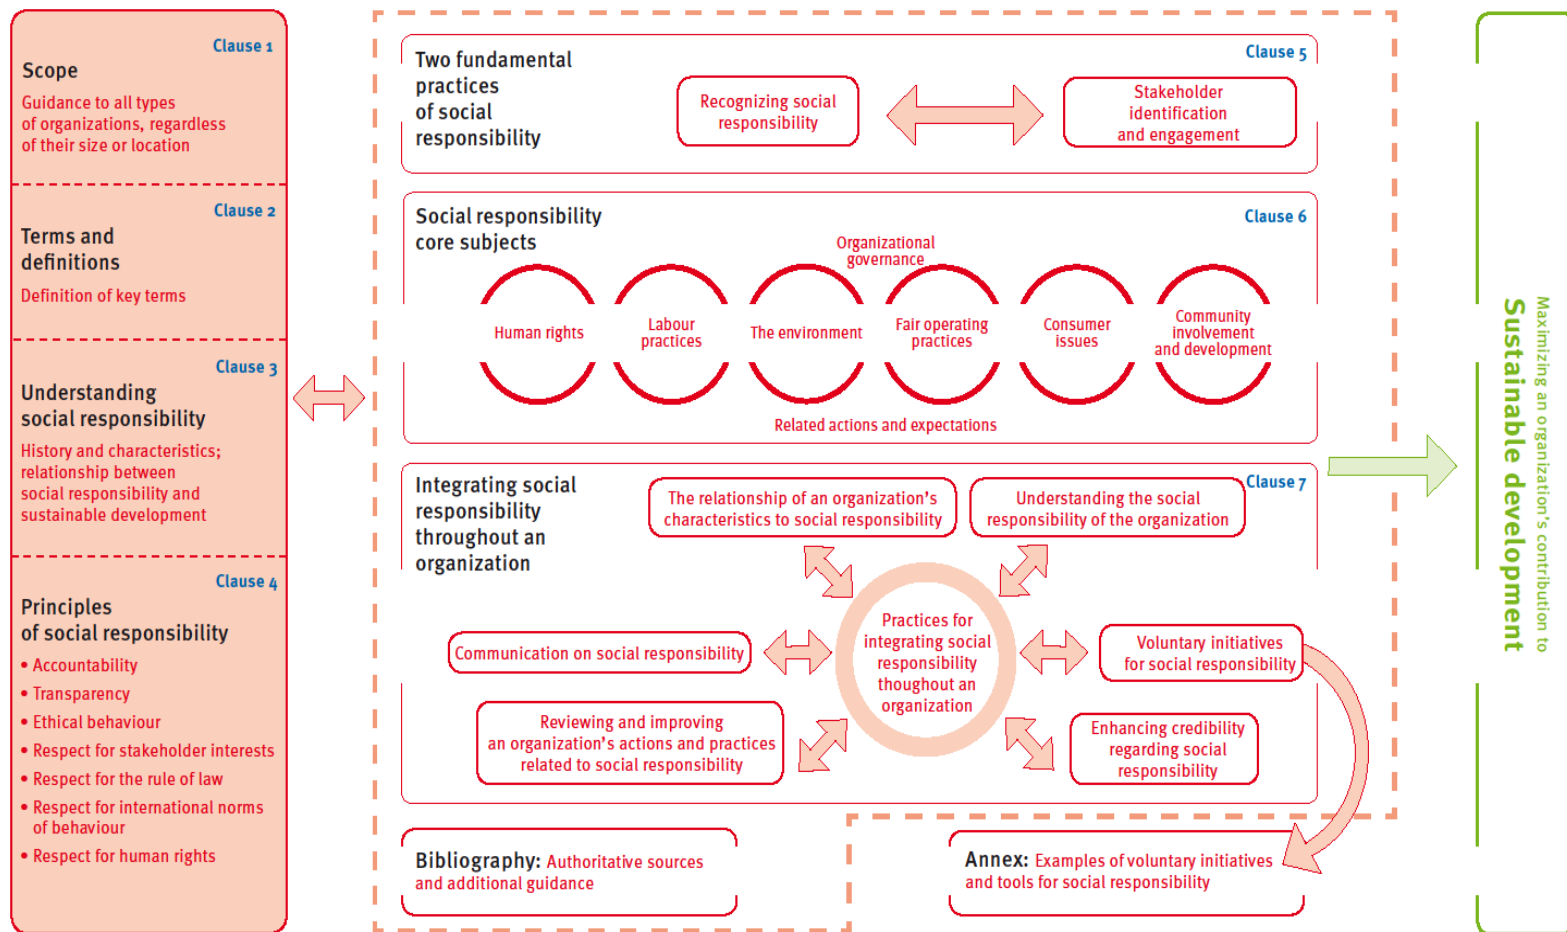 Clause 1
Scope
Guidance to all types
of organizations, regardless
of their size or location
Clause 2
Terms and
definitions
Definition of key terms
Clause 3
Understanding
social responsibility
History and characteristics;
relationship between
social responsibility and
sustainable development
Clause 4
Principles
of social responsibility
• Accountability
• Transparency
• Ethical behaviour
• Respect for stakeholder interests
• Respect for the rule of law
• Respect for international norms
of behaviour
• Respect for human rights
Two fundamental
practices
of social
responsibility
Clause 5
Recognizing social
responsibility
Stakeholder
identification
and engagement
Social responsibility
core subjects
Clause 6
Organizational
governance
Human rights
Labour
practices
The environment
Fair operating
practices
Consumer
issues
Community
involvement
and development
Related actions and expectations
Integrating social
responsibility
throughout an
organization
Clause 7
The relationship of an organization's
characteristics to social responsibility
Understanding the social
responsibility of the organization
Practices for
integrating social
responsibility
thoughout an
organization
Communication on social responsibility
Voluntary initiatives
for social responsibility
Reviewing and improving
an organization's actions and practices
related to social responsibility
Enhancing credibility
regarding social
responsibility
Bibliography: Authoritative sources
and additional guidance
Annex: Examples of voluntary initiatives
and tools for social responsibility
Maximizing an organization's contribution to
Sustainable development